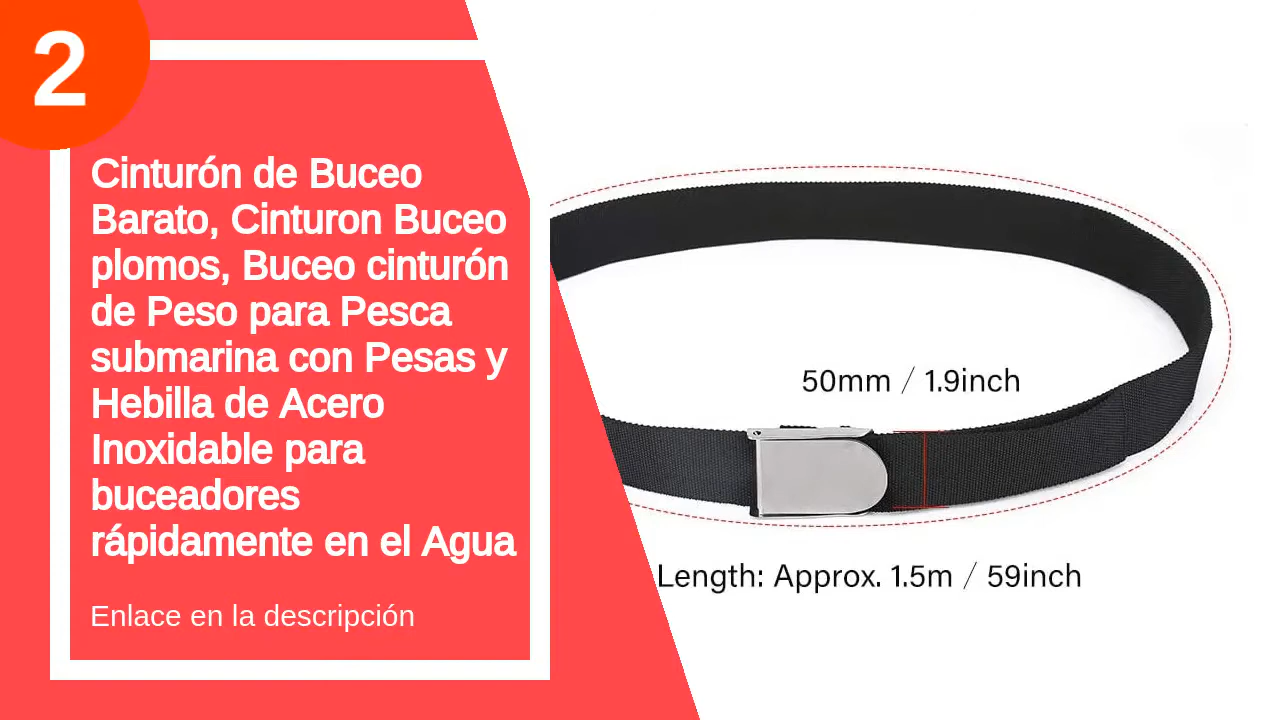 2
Cinturón de Buceo
Barato, Cinturon Buceo
plomos, Buceo cinturón
de Peso para Pesca
submarina con Pesas y
Hebilla de Acero
Inoxidable para
buceadores
rápidamente en el Agua
Enlace en la descripción
50mm / 1.9inch
Length: Approx. 1.5m / 59inch